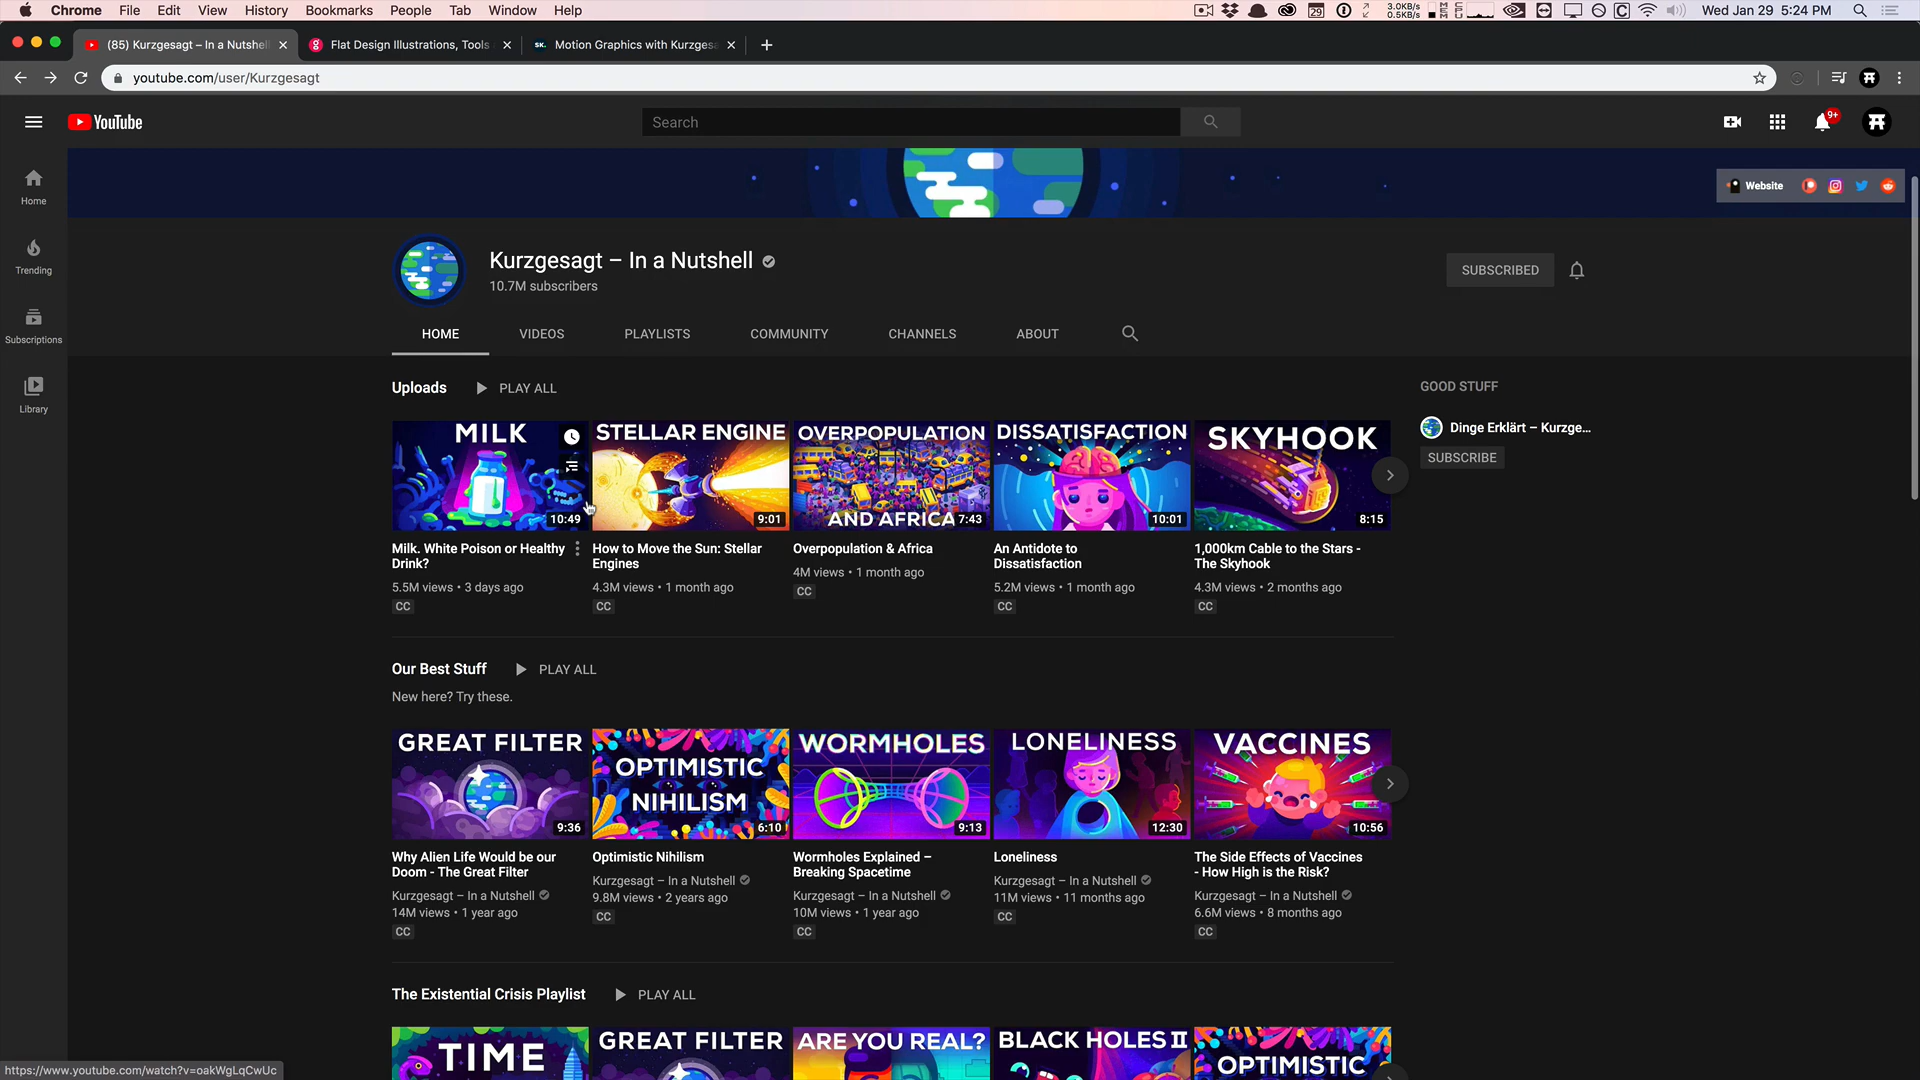 Chrome File Edit View History Bookmarks People Tab Window Help
29
3.0KB/s
0.5KB/s
Wed Jan 29 5:24 PM
(85) Kurzgesagt – In a Nutshell
Flat Design Illustrations, Tools
Motion Graphics with Kurzgesa
youtube.com/user/Kurzgesagt
YouTube
Search
9+
Home
Trending
Subscriptions
Library
Website
Kurzgesagt – In a Nutshell
10.7M subscribers
SUBSCRIBED
HOME VIDEOS PLAYLISTS COMMUNITY CHANNELS ABOUT
Uploads PLAY ALL
GOOD STUFF
Dinge Erklärt – Kurzge...
SUBSCRIBE
MILK
10:49
Milk. White Poison or Healthy
Drink?
5.5M views • 3 days ago
CC
STELLAR ENGINE
9:01
How to Move the Sun: Stellar
Engines
4.3M views • 1 month ago
CC
OVERPOPULATION
AND AFRICA
7:43
Overpopulation & Africa
4M views • 1 month ago
CC
DISSATISFACTION
10:01
An Antidote to
Dissatisfaction
5.2M views • 1 month ago
CC
SKYHOOK
8:15
1,000km Cable to the Stars -
The Skyhook
4.3M views • 2 months ago
CC
Our Best Stuff PLAY ALL
New here? Try these.
GREAT FILTER
9:36
Why Alien Life Would be our
Doom - The Great Filter
Kurzgesagt – In a Nutshell
14M views • 1 year ago
CC
OPTIMISTIC
NIHILISM
6:10
Optimistic Nihilism
Kurzgesagt – In a Nutshell
9.8M views • 2 years ago
CC
WORMHOLES
9:13
Wormholes Explained –
Breaking Spacetime
Kurzgesagt – In a Nutshell
10M views • 1 year ago
CC
LONELINESS
12:30
Loneliness
Kurzgesagt – In a Nutshell
11M views • 11 months ago
CC
VACCINES
10:56
The Side Effects of Vaccines
- How High is the Risk?
Kurzgesagt – In a Nutshell
6.6M views • 8 months ago
CC
The Existential Crisis Playlist PLAY ALL
TIME
GREAT FILTER
ARE YOU REAL?
BLACK HOLES II
OPTIMISTIC
https://www.youtube.com/watch?v=oakWgLqCwUc